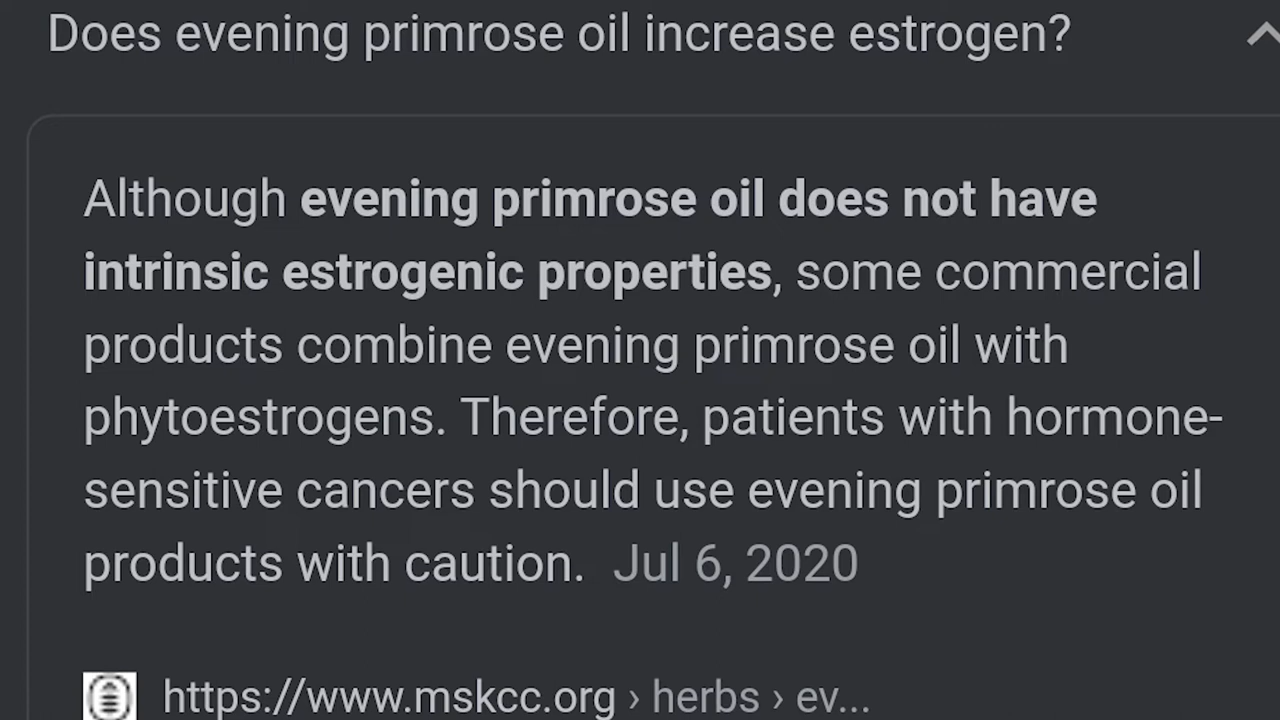 Does evening primrose oil increase estrogen?
Although evening primrose oil does not have
intrinsic estrogenic properties, some commercial
products combine evening primrose oil with
phytoestrogens. Therefore, patients with hormone-
sensitive cancers should use evening primrose oil
products with caution. Jul 6, 2020
https://www.mskcc.org › herbs › ev...